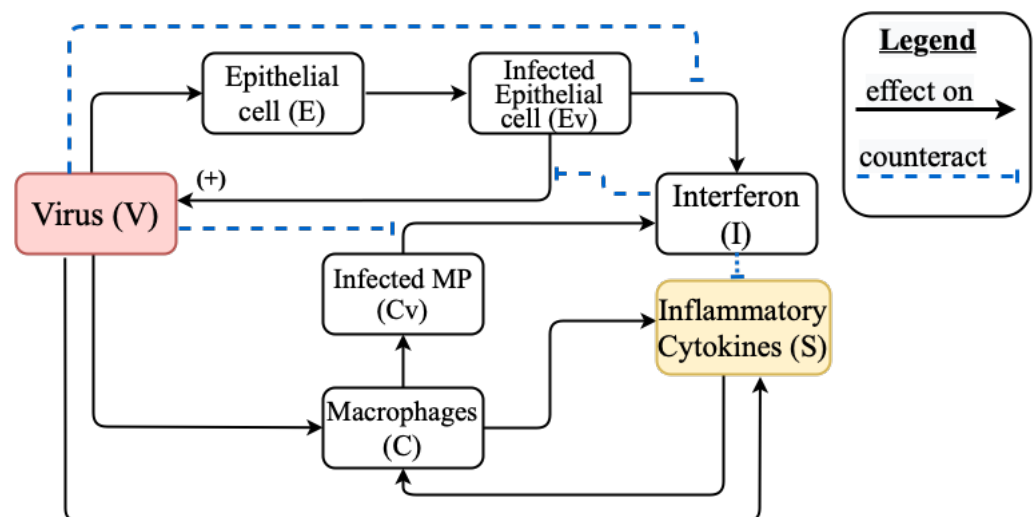 Legend
effect on
counteract
Epithelial
cell (E)
Infected
Epithelial
cell (Ev)
(+)
Virus (V)
Interferon
(I)
Infected MP
(Cv)
Inflammatory
Cytokines (S)
Macrophages
(C)